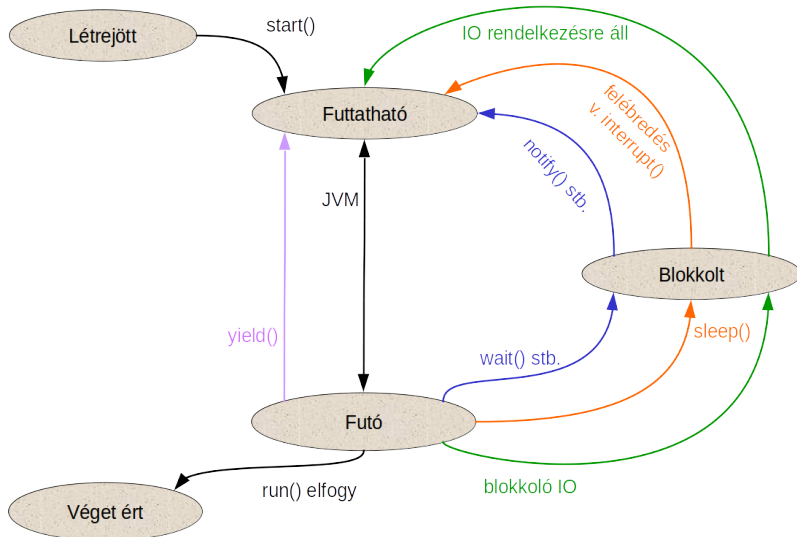 Létrejött
start()
IO rendelkezésre áll
Futtatható
felébredés
v. interrupt()
notify() stb.
JVM
Blokkolt
yield()
wait() stb.
sleep()
Futó
run() elfogy
blokkoló IO
Véget ért